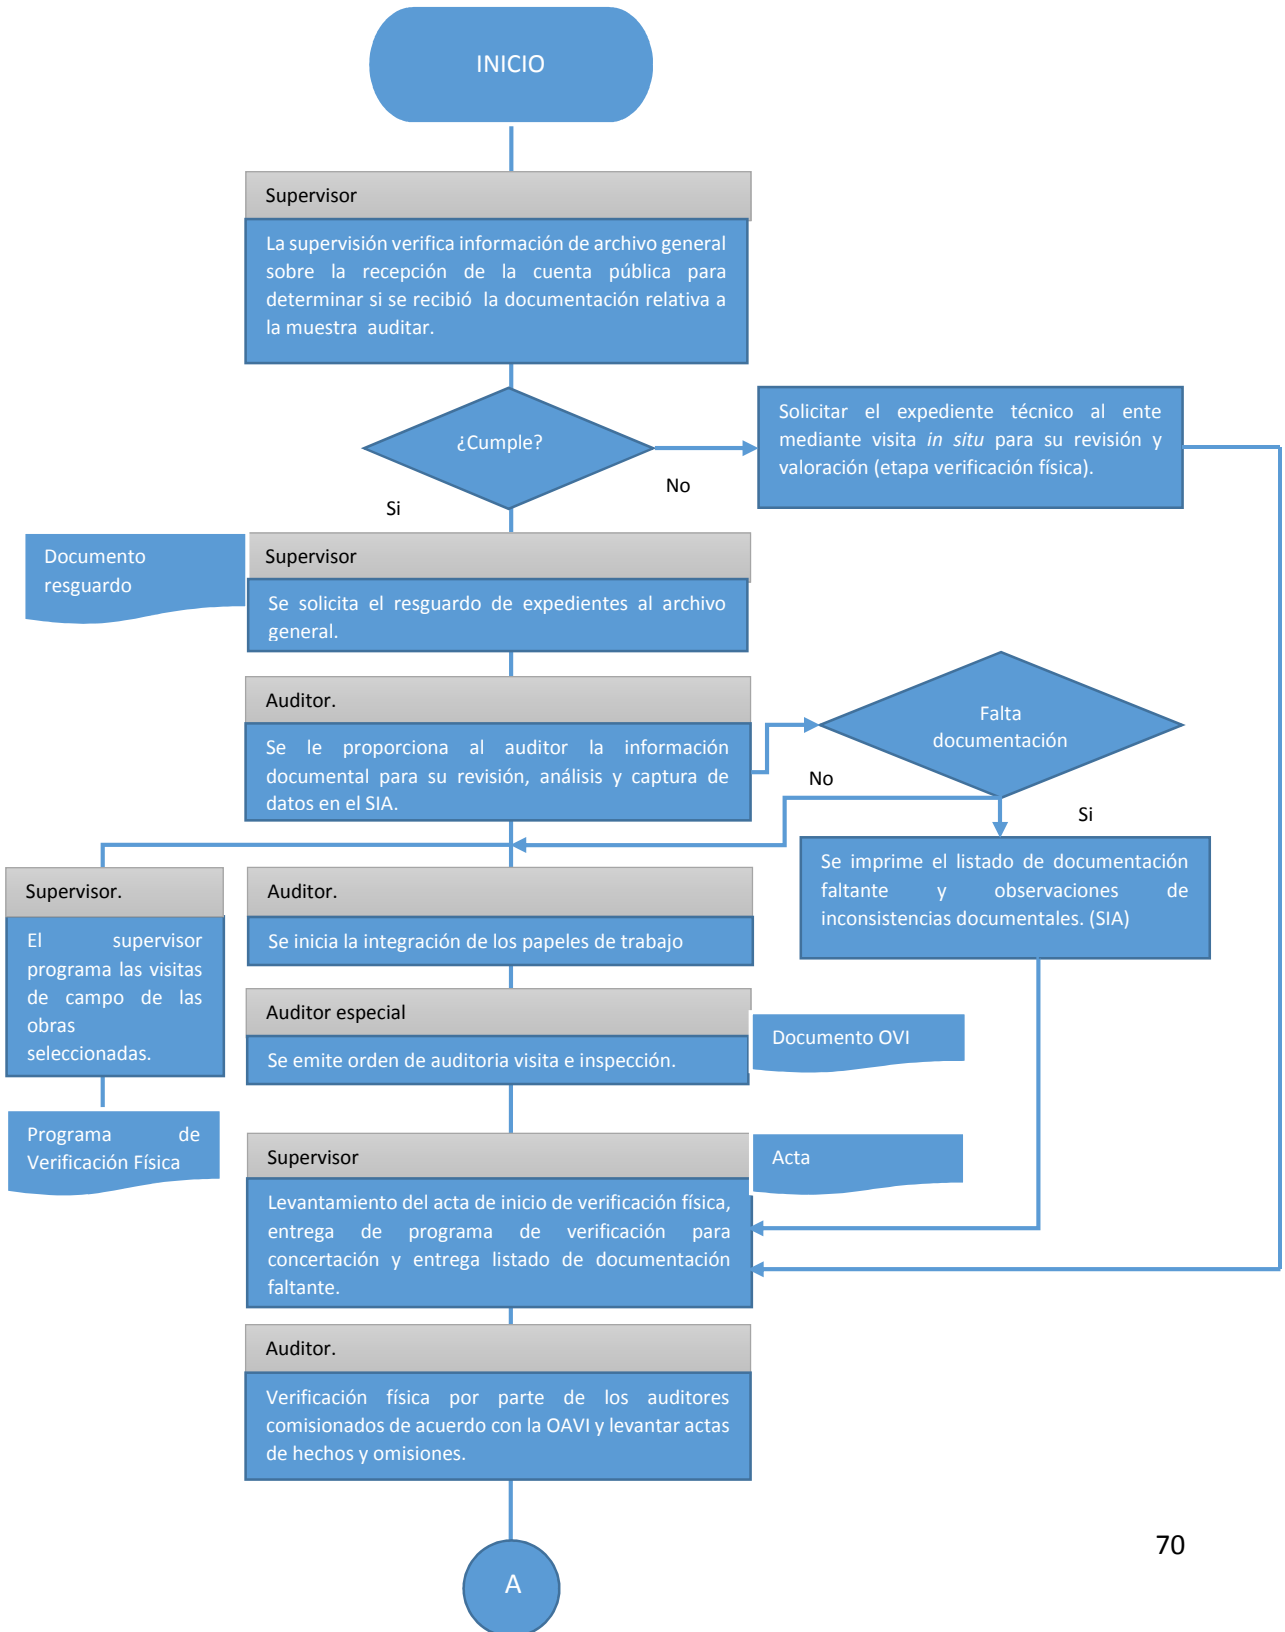 INICIO
Supervisor
La supervisión verifica información de archivo general
sobre la recepción de la cuenta pública para
determinar si se recibió la documentación relativa a
la muestra auditar.
¿Cumple?
No
Si
Solicitar el expediente técnico al ente
mediante visita in situ para su revisión y
valoración (etapa verificación física).
Documento
resguardo
Supervisor
Se solicita el resguardo de expedientes al archivo
general.
Auditor.
Se le proporciona al auditor la información
documental para su revisión, análisis y captura de
datos en el SIA.
Falta
documentación
No
Si
Se imprime el listado de documentación
faltante y observaciones de
inconsistencias documentales. (SIA)
Supervisor.
El supervisor
programa las visitas
de campo de las
obras
seleccionadas.
Programa de
Verificación Física
Auditor.
Se inicia la integración de los papeles de trabajo
Auditor especial
Se emite orden de auditoria visita e inspección.
Documento OVI
Supervisor
Levantamiento del acta de inicio de verificación física,
entrega de programa de verificación para
concertación y entrega listado de documentación
faltante.
Acta
Auditor.
Verificación física por parte de los auditores
comisionados de acuerdo con la OAVI y levantar actas
de hechos y omisiones.
A
70